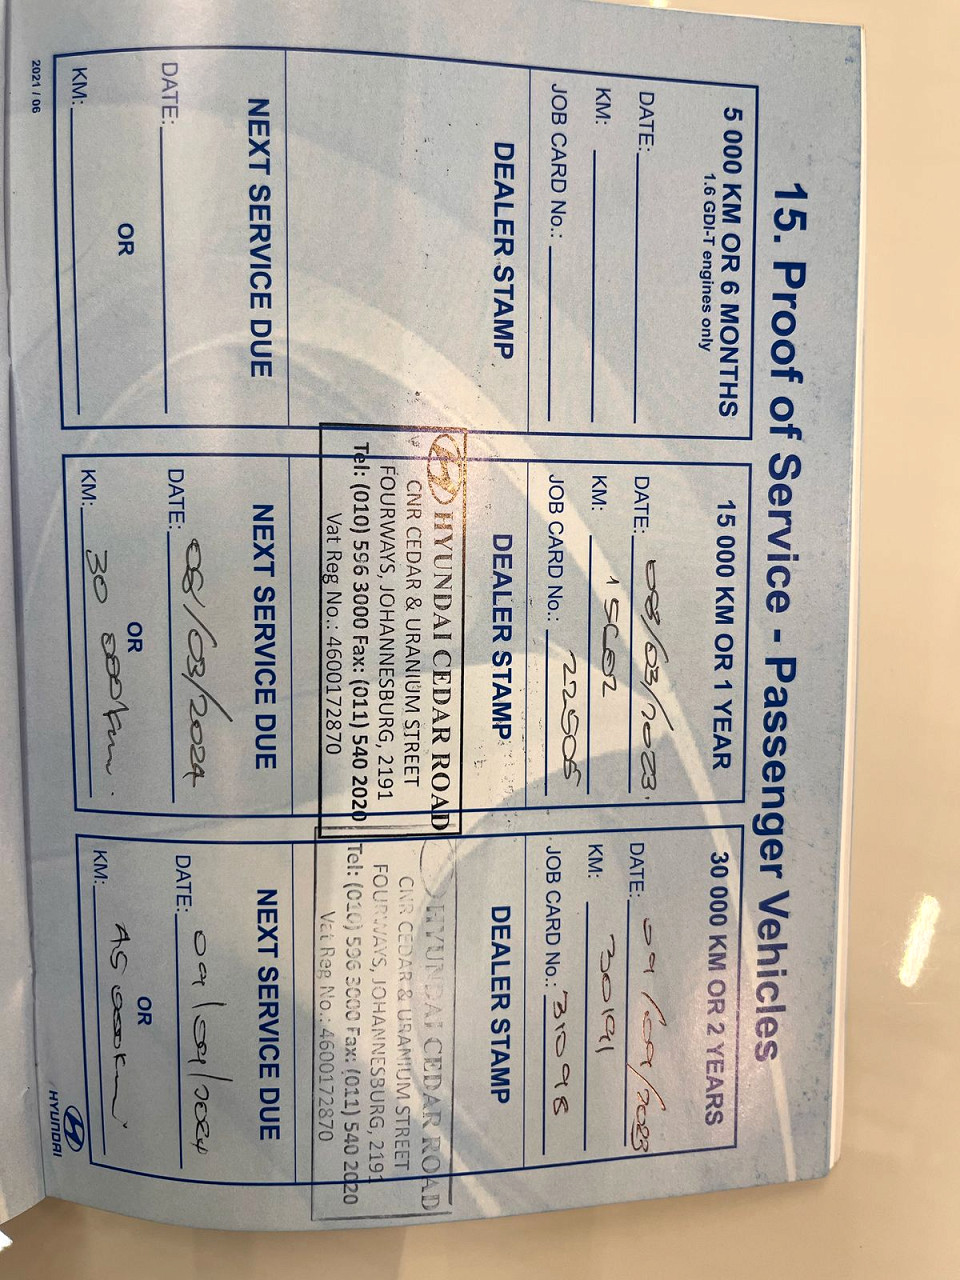 15. Proof of Service - Passenger Vehicles
5 000 KM OR 6 MONTHS
1.6 GDI-T engines only
DATE:
KM:
JOB CARD No.:
DEALER STAMP
NEXT SERVICE DUE
DATE:
OR
KM:
15 000 KM OR 1 YEAR
DATE: 08/03/2023
KM: 15602
JOB CARD No.: 22505
DEALER STAMP
HYUNDAI CEDAR ROAD
CNR CEDAR & URANIUM STREET
FOURWAYS, JOHANNESBURG, 2191
Tel: (010) 596 3000 Fax: (011) 540 2020
Vat Reg No.: 4600172870
NEXT SERVICE DUE
DATE: 08/03/2024
OR
KM: 30 000km
30 000 KM OR 2 YEARS
DATE: 09/09/2023
KM: 30191
JOB CARD No.: 31098
DEALER STAMP
HYUNDAI CEDAR ROAD
CNR CEDAR & URANIUM STREET
FOURWAYS, JOHANNESBURG, 2191
Tel: (010) 596 3000 Fax: (011) 540 2020
Vat Reg No.: 4600172870
NEXT SERVICE DUE
DATE: 09/09/2024
OR
KM: 45 000km
2021 / 06
HYUNDAI